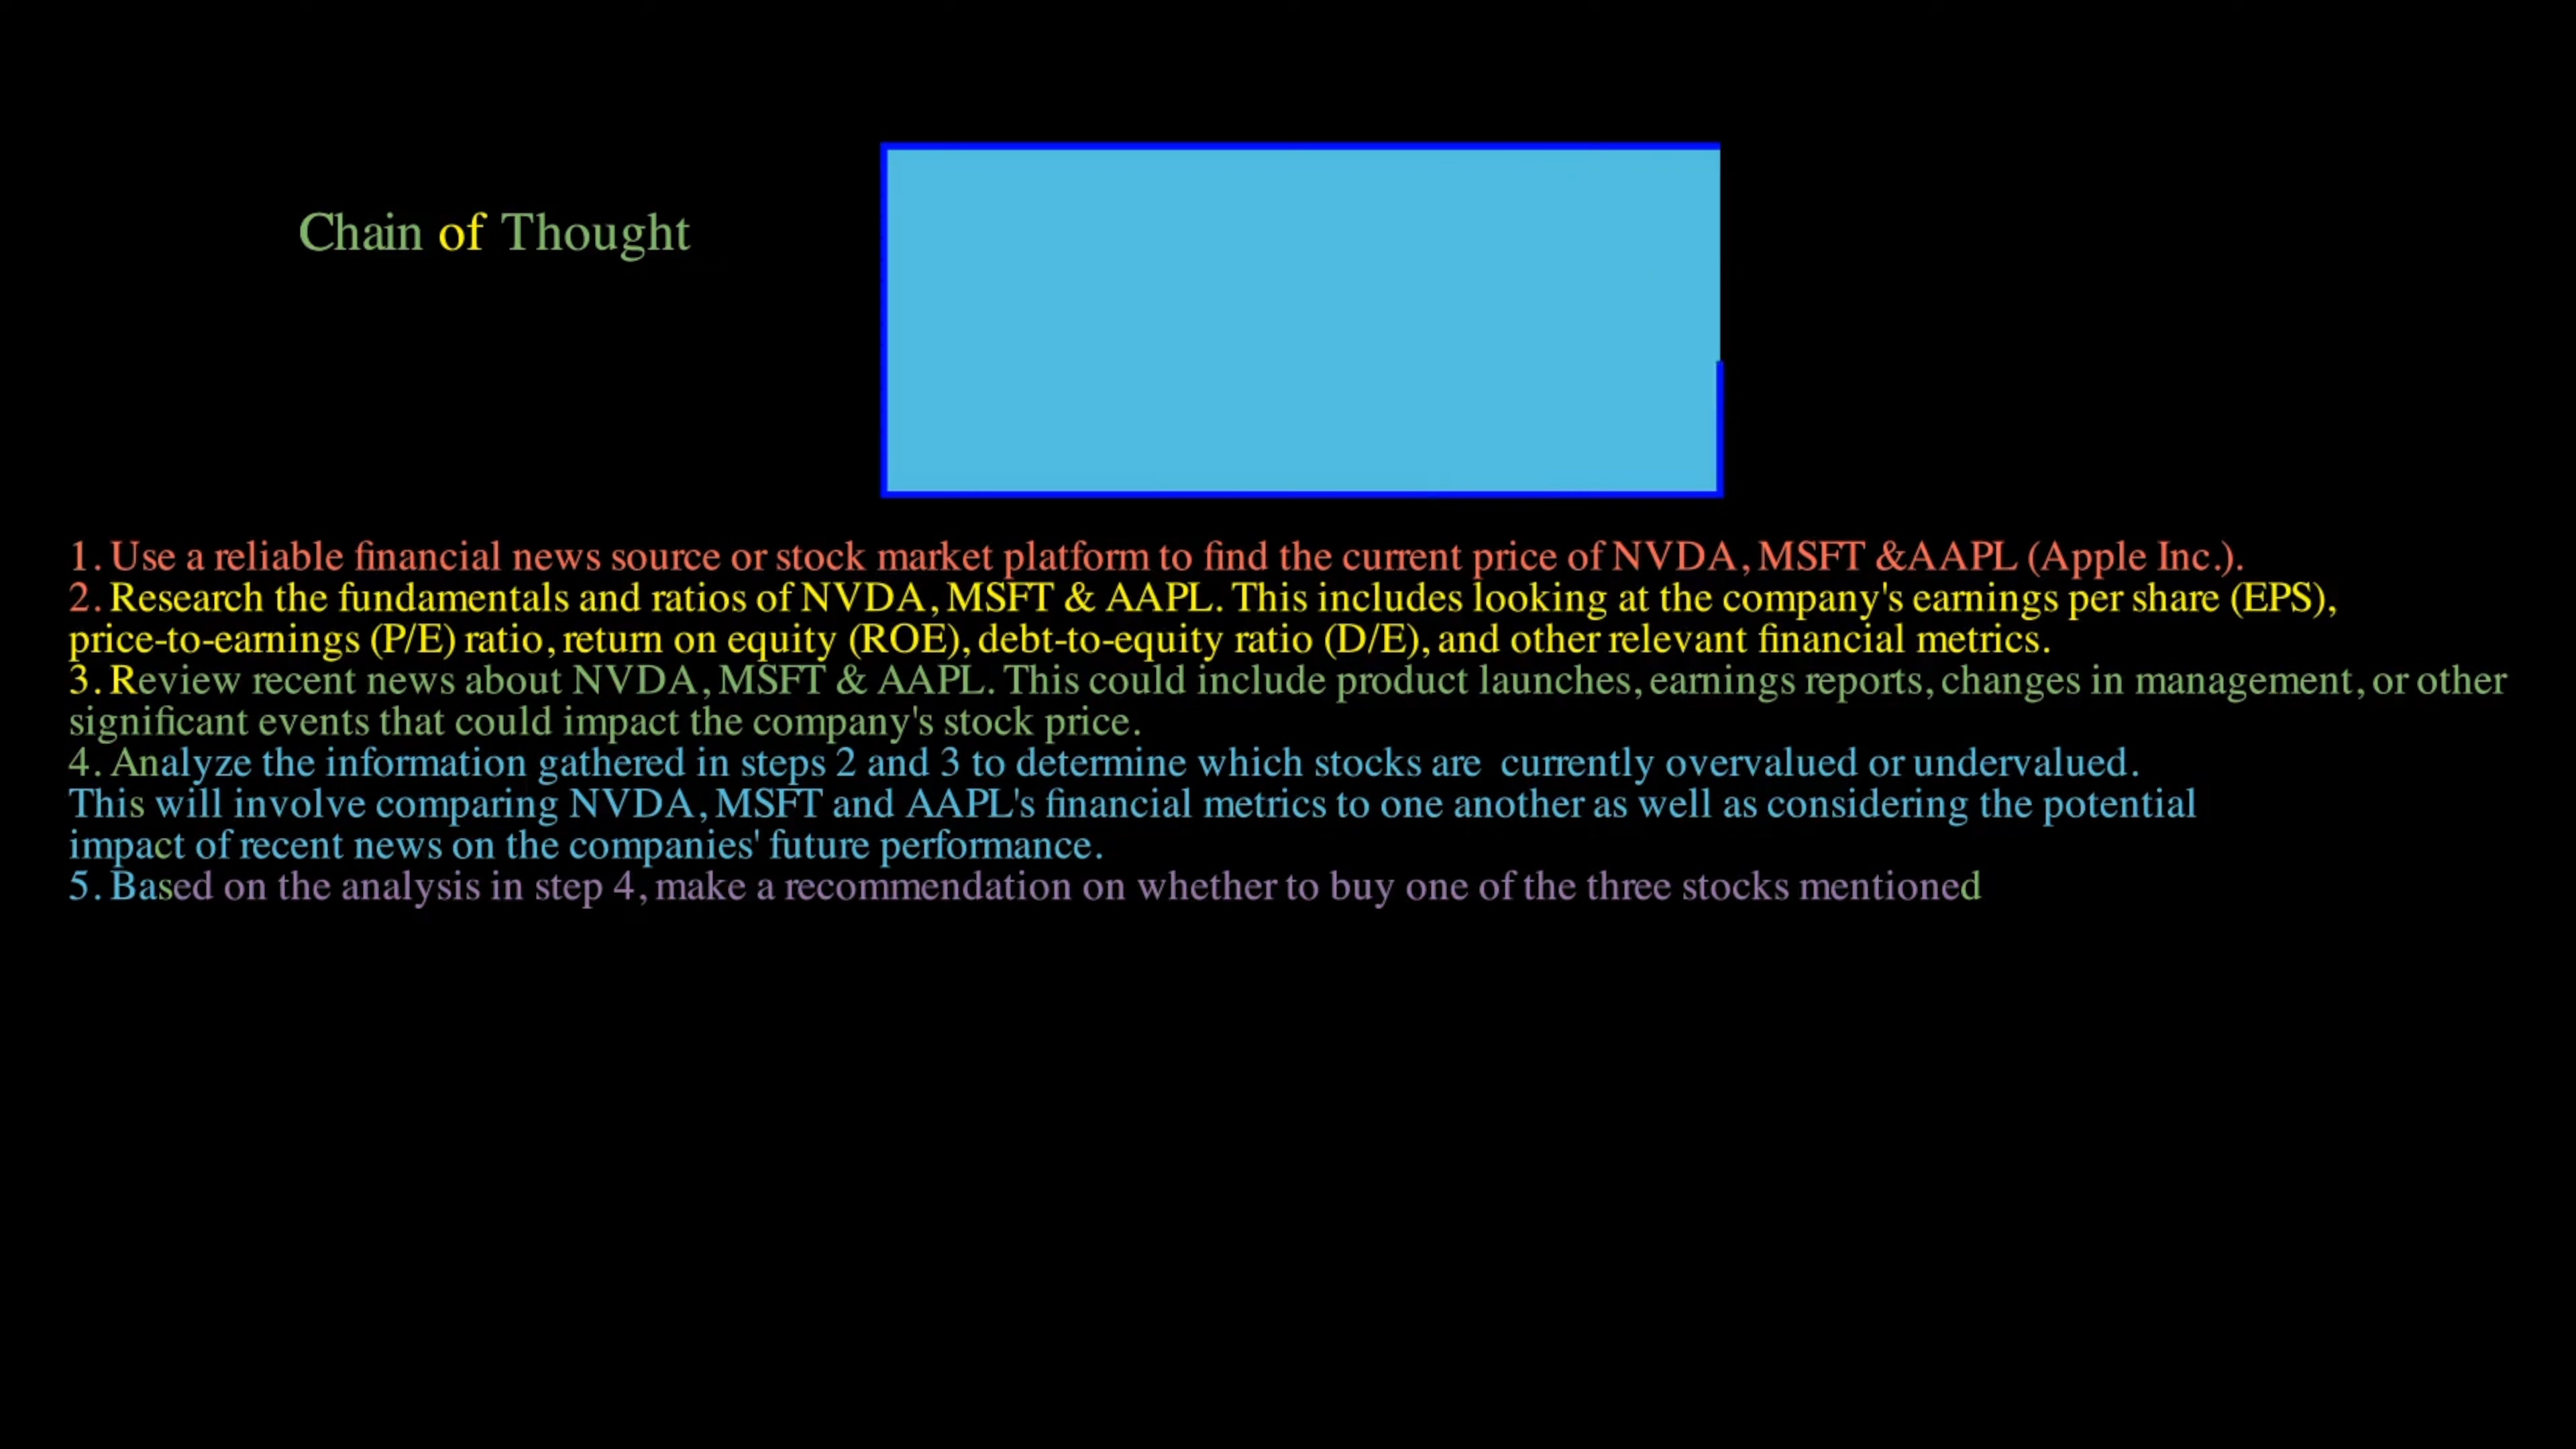 Chain of Thought
1. Use a reliable financial news source or stock market platform to find the current price of NVDA, MSFT &AAPL (Apple Inc.).
2. Research the fundamentals and ratios of NVDA, MSFT & AAPL. This includes looking at the company's earnings per share (EPS),
price-to-earnings (P/E) ratio, return on equity (ROE), debt-to-equity ratio (D/E), and other relevant financial metrics.
3. Review recent news about NVDA, MSFT & AAPL. This could include product launches, earnings reports, changes in management, or other
significant events that could impact the company's stock price.
4. Analyze the information gathered in steps 2 and 3 to determine which stocks are  currently overvalued or undervalued.
This will involve comparing NVDA, MSFT and AAPL's financial metrics to one another as well as considering the potential
impact of recent news on the companies' future performance.
5. Based on the analysis in step 4, make a recommendation on whether to buy one of the three stocks mentioned